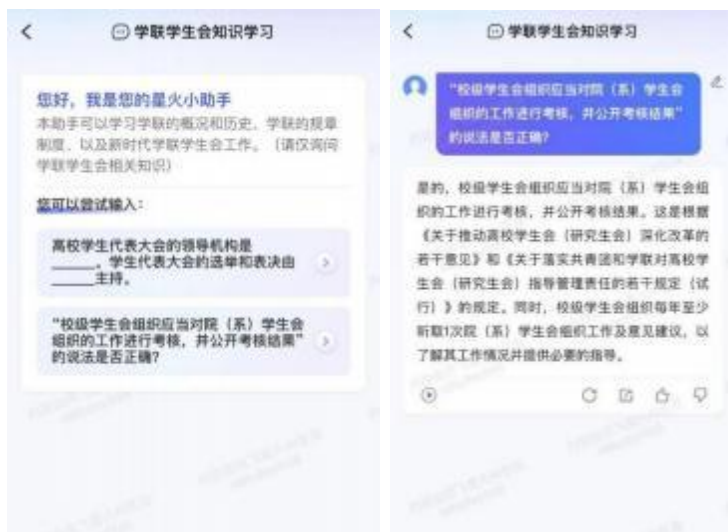 学联学生会知识学习
您好，我是您的星火小助手
本助手可以学习学联的概况和历史、学联的规章
制度、以及新时代学联学生会工作。（请仅询问
学联学生会相关知识）
您可以尝试输入：
高校学生代表大会的领导机构是
______，学生代表大会的选举和表决由
______主持。
“校级学生会组织应当对院（系）学生会
组织的工作进行考核，并公开考核结果”
的说法是否正确？
学联学生会知识学习
“校级学生会组织应当对院（系）学生会
组织的工作进行考核，并公开考核结果”
的说法是否正确？
是的，校级学生会组织应当对院（系）学生会组
织的工作进行考核，并公开考核结果。这是根据
《关于推动高校学生会（研究生会）深化改革的
若干意见》和《关于落实共青团和学联对高校学
生会（研究生会）指导管理责任的若干规定（试
行）》的规定。同时，校级学生会组织每年至少
听取1次院（系）学生会组织工作及意见建议，以
了解其工作情况并提供必要的指导。